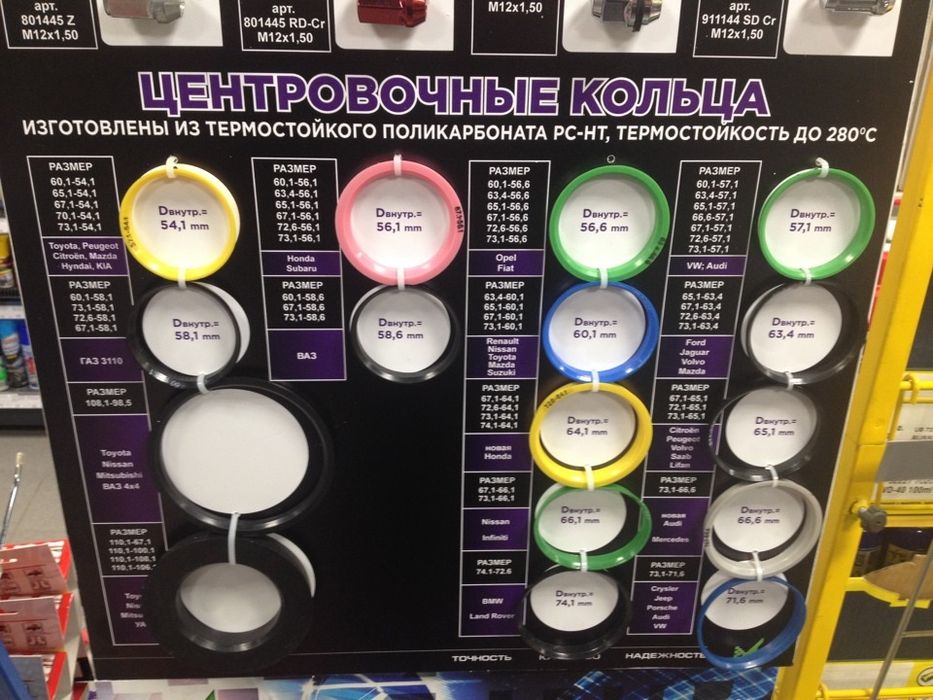 арт.
801445 Z
M12x1,50
арт.
801445 RD-Cr
M12x1,50
M12x1,50
арт.
911144 SD Cr
M12x1,50
ЦЕНТРОВОЧНЫЕ КОЛЬЦА
ИЗГОТОВЛЕНЫ ИЗ ТЕРМОСТОЙКОГО ПОЛИКАРБОНАТА PC-HT, ТЕРМОСТОЙКОСТЬ ДО 280°С
РАЗМЕР
60,1-54,1
65,1-54,1
67,1-54,1
70,1-54,1
73,1-54,1
Toyota, Peugeot
Citroën, Mazda
Hyndai, KIA
Dвнутр.=
54,1 mm
РАЗМЕР
60,1-58,1
73,1-58,1
72,6-58,1
67,1-58,1
ГАЗ 3110
Dвнутр.=
58,1 mm
РАЗМЕР
108,1-98,5
Toyota
Nissan
Mitsubishi
ВАЗ 4x4
РАЗМЕР
110,1-67,1
110,1-100,1
110,1-108,1
110,1-106,
РАЗМЕР
60,1-56,1
63,4-56,1
65,1-56,1
67,1-56,1
72,6-56,1
73,1-56,1
Honda
Subaru
Dвнутр.=
56,1 mm
РАЗМЕР
60,1-58,6
67,1-58,6
73,1-58,6
ВАЗ
Dвнутр.=
58,6 mm
РАЗМЕР
60,1-56,6
63,4-56,6
65,1-56,6
67,1-56,6
72,6-56,6
73,1-56,6
Opel
Fiat
Dвнутр.=
56,6 mm
РАЗМЕР
63,4-60,1
65,1-60,1
67,1-60,1
73,1-60,1
Renault
Nissan
Toyota
Mazda
Suzuki
Dвнутр.=
60,1 mm
РАЗМЕР
67,1-64,1
72,6-64,1
73,1-64,1
74,1-64,1
новая
Honda
Dвнутр.=
64,1 mm
РАЗМЕР
67,1-66,1
73,1-66,1
Nissan
Infiniti
Dвнутр.=
66,1 mm
РАЗМЕР
74.1-72.6
BMW
Land Rover
Dвнутр.=
74,1 mm
РАЗМЕР
60,1-57,1
63,4-57,1
65,1-57,1
66,6-57,1
67,1-57,1
72,6-57,1
73,1-57,1
VW; Audi
Dвнутр.=
57,1 mm
РАЗМЕР
65,1-63,4
67,1-63,4
72,6-63,4
73,1-63,4
Ford
Jaguar
Volvo
Mazda
Dвнутр.=
63,4 mm
РАЗМЕР
67,1-65,1
72,1-65,1
73,1-65,1
Citroën
Peugeot
Volvo
Saab
Lifan
Dвнутр.=
65,1 mm
РАЗМЕР
73,1-66,6
новая
Audi
Mercedes
Dвнутр.=
66,6 mm
РАЗМЕР
73,1-71,6
Crysler
Jeep
Porsche
Audi
VW
Dвнутр.=
71,6 mm
ТОЧНОСТЬ
НАДЕЖНОСТЬ